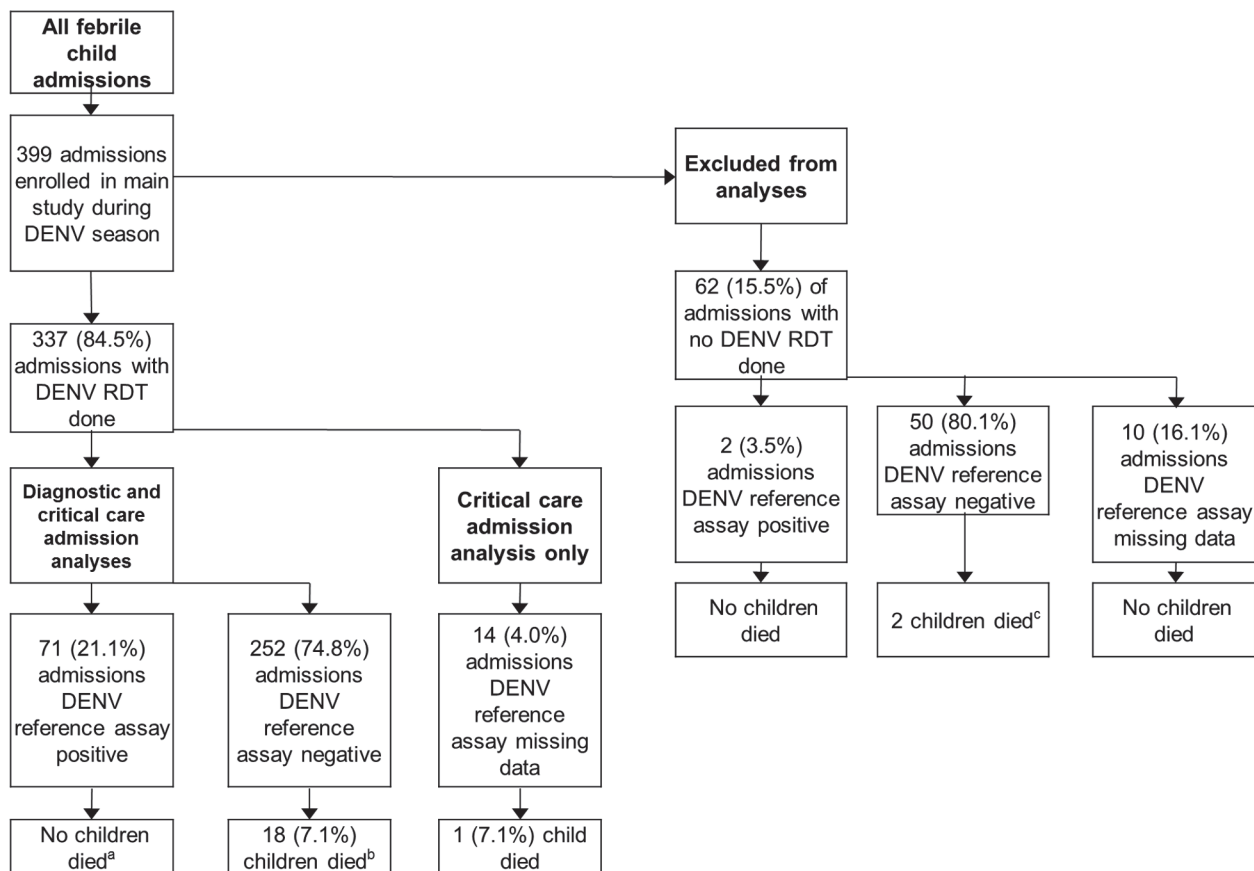 All febrile
child
admissions
399 admissions
enrolled in main
study during
DENV season
Excluded from
analyses
337 (84.5%)
admissions with
DENV RDT
done
62 (15.5%) of
admissions with
no DENV RDT
done
Diagnostic and
critical care
admission
analyses
Critical care
admission
analysis only
2 (3.5%)
admissions
DENV reference
assay positive
50 (80.1%)
admissions
DENV reference
assay negative
10 (16.1%)
admissions
DENV
reference assay
missing data
71 (21.1%)
admissions
DENV
reference assay
positive
252 (74.8%)
admissions
DENV
reference
assay negative
14 (4.0%)
admissions
DENV
reference
assay missing
data
No children
died
2 children died^c
No children
died
No children
died^a
18 (7.1%)
children died^b
1 (7.1%) child
died